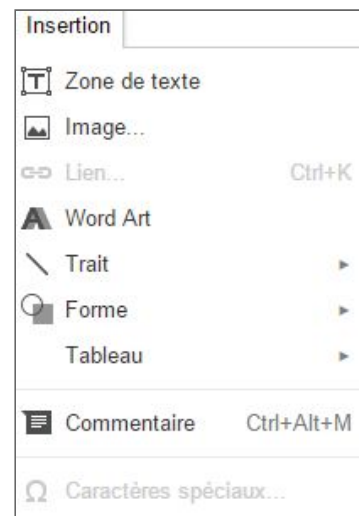 Insertion
Zone de texte
Image...
Lien... Ctrl+K
Word Art
Trait
Forme
Tableau
Commentaire Ctrl+Alt+M
Caractères spéciaux...